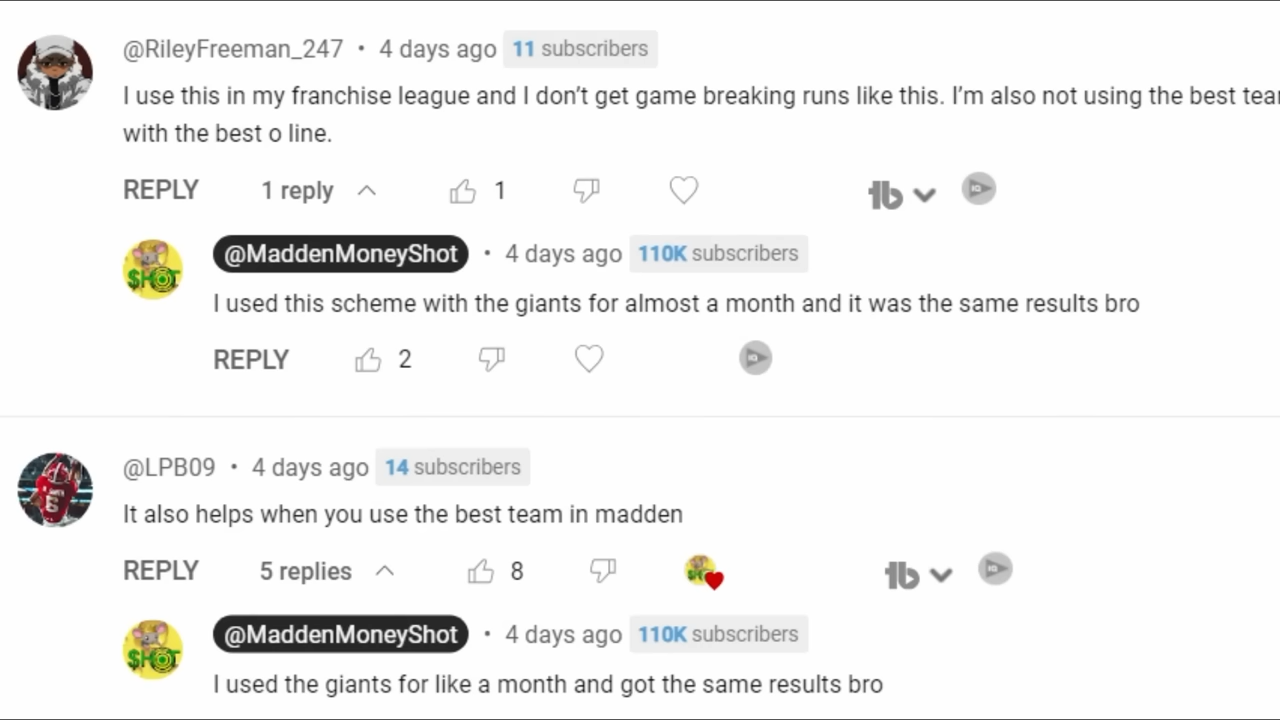 @RileyFreeman_247 • 4 days ago 11 subscribers
I use this in my franchise league and I don’t get game breaking runs like this. I’m also not using the best
with the best o line.
REPLY 1 reply 1
@MaddenMoneyShot • 4 days ago 110K subscribers
I used this scheme with the giants for almost a month and it was the same results bro
REPLY 2
@LPB09 • 4 days ago 14 subscribers
It also helps when you use the best team in madden
REPLY 5 replies 8
@MaddenMoneyShot • 4 days ago 110K subscribers
I used the giants for like a month and got the same results bro